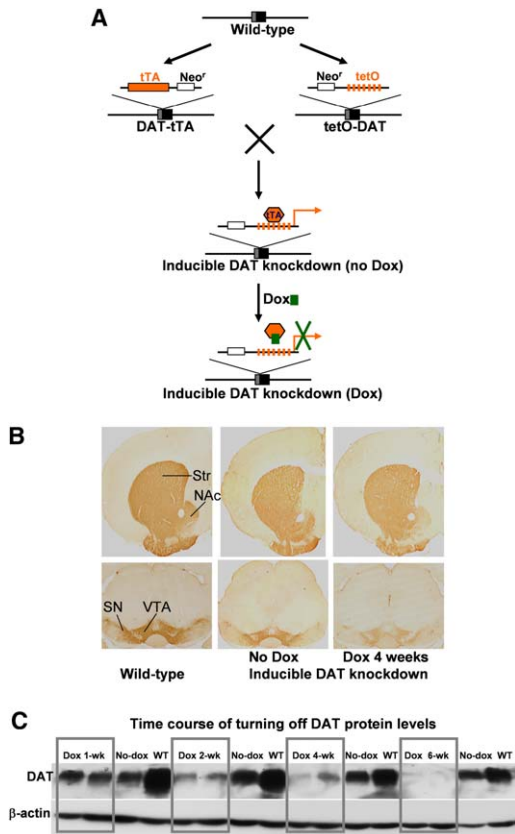 A
Wild-type
tTA Neoʳ
Neoʳ tetO
DAT-tTA
tetO-DAT
tTA
Inducible DAT knockdown (no Dox)
Dox
Inducible DAT knockdown (Dox)
B
Str
NAc
SN VTA
Wild-type
No Dox Dox 4 weeks
Inducible DAT knockdown
C
Time course of turning off DAT protein levels
Dox 1-wk No-dox WT Dox 2-wk No-dox WT Dox 4-wk No-dox WT Dox 6-wk No-dox WT
DAT
β-actin